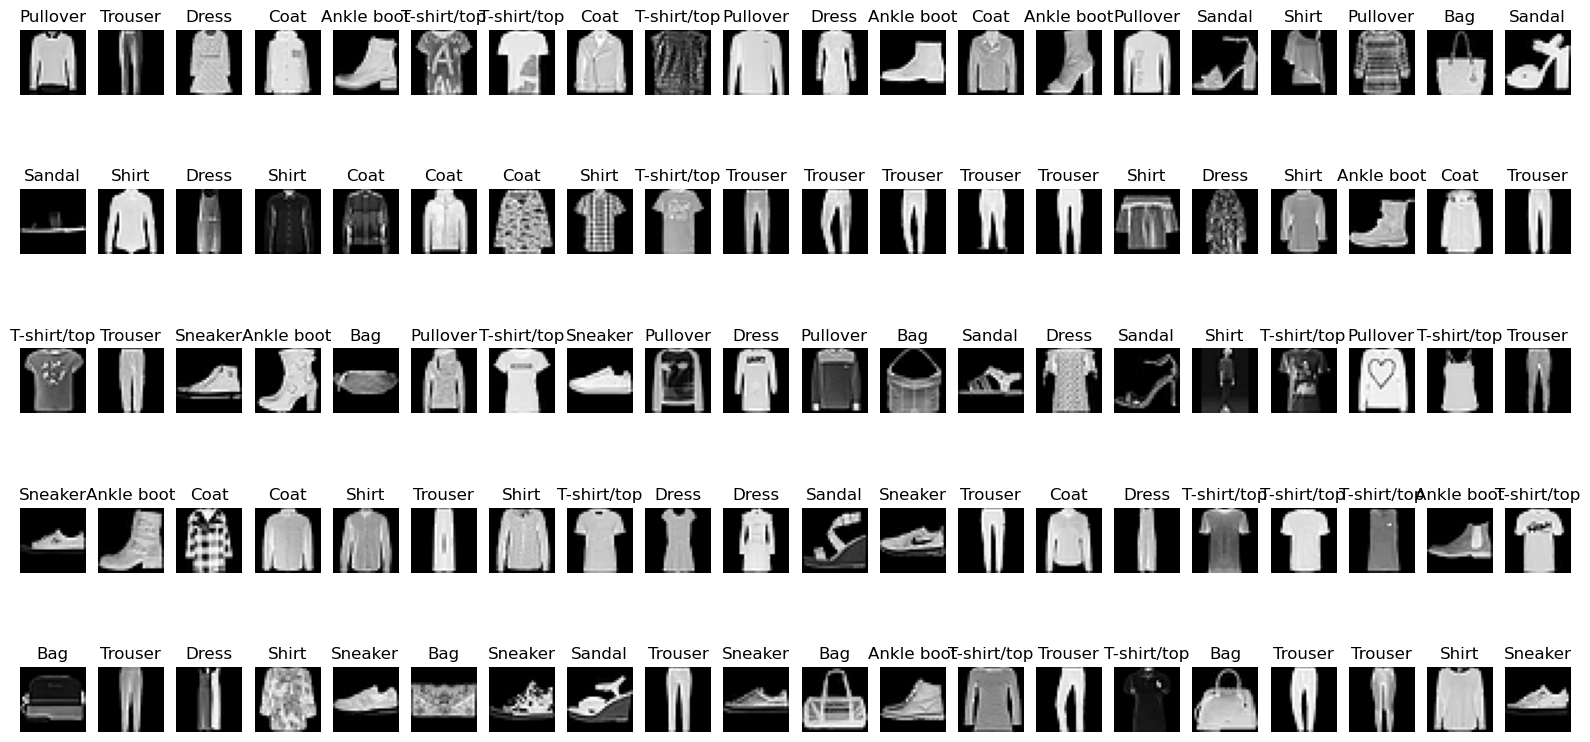 Pullover Trouser Dress Coat Ankle boot T-shirt/top T-shirt/top Coat T-shirt/top Pullover Dress Ankle boot Coat Ankle boot Pullover Sandal Shirt Pullover Bag Sandal
Sandal Shirt Dress Shirt Coat Coat Coat Shirt T-shirt/top Trouser Trouser Trouser Trouser Trouser Shirt Dress Shirt Ankle boot Coat Trouser
T-shirt/top Trouser Sneaker Ankle boot Bag Pullover T-shirt/top Sneaker Pullover Dress Pullover Bag Sandal Dress Sandal Shirt T-shirt/top Pullover T-shirt/top Trouser
Sneaker Ankle boot Coat Coat Shirt Trouser Shirt T-shirt/top Dress Dress Sandal Sneaker Trouser Coat Dress T-shirt/top T-shirt/top T-shirt/top Ankle boot T-shirt/top
Bag Trouser Dress Shirt Sneaker Bag Sneaker Sandal Trouser Sneaker Bag Ankle boot T-shirt/top Trouser T-shirt/top Bag Trouser Trouser Shirt Sneaker